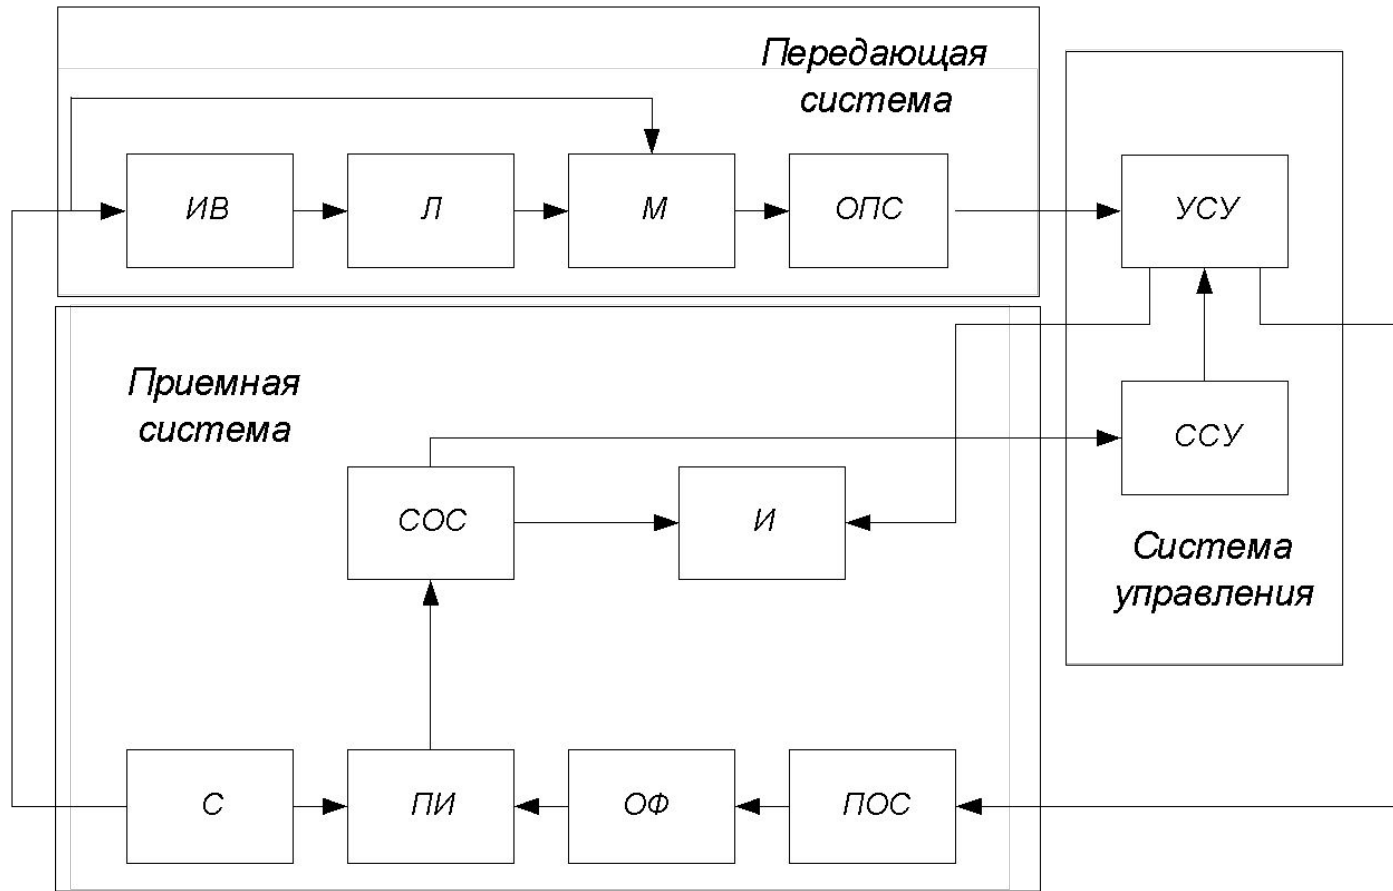 Передающая
система
ИВ
Л
М
ОПС
УСУ
Приемная
система
ССУ
СОС
И
Система
управления
С
ПИ
ОФ
ПОС